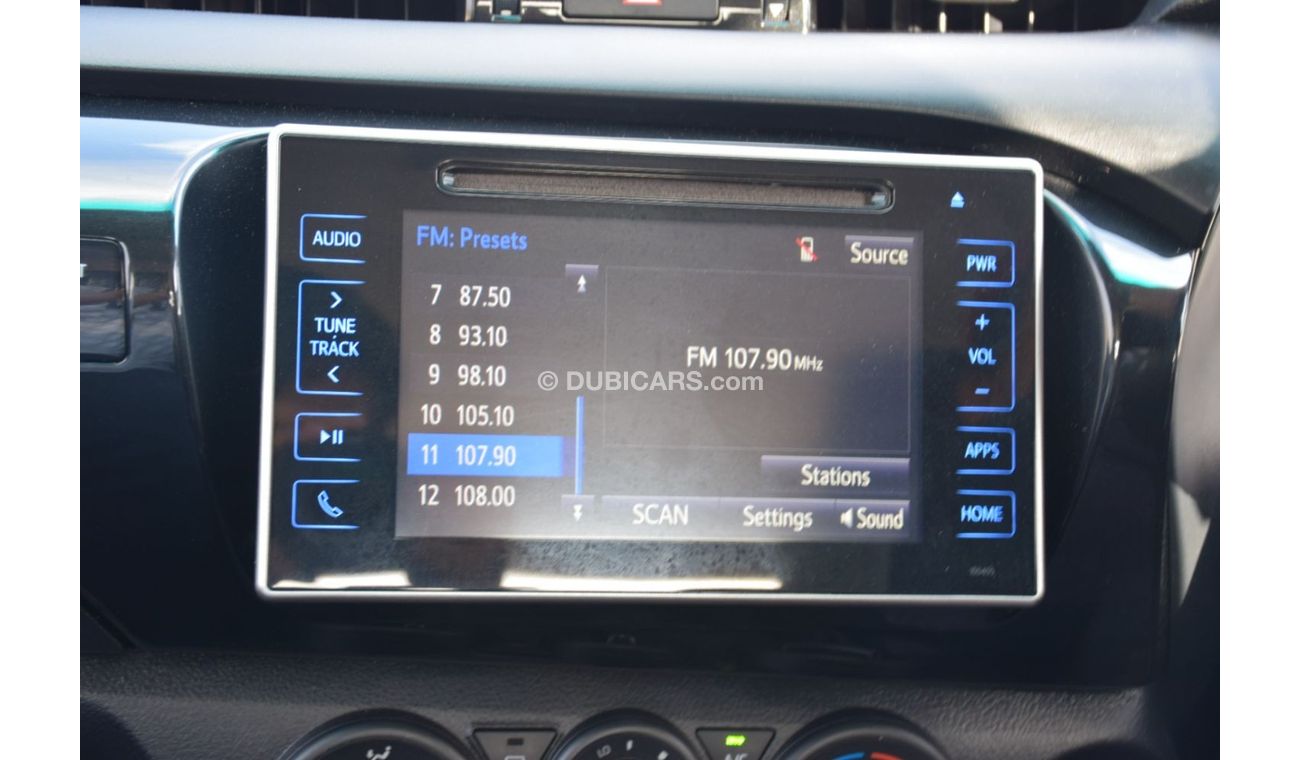 AUDIO
TUNE
TRACK
FM: Presets
Source
7 87.50
8 93.10
9 98.10
10 105.10
11 107.90
12 108.00
FM 107.90 MHz
© DUBICARS.com
Stations
SCAN
Settings
Sound
PWR
+
VOL
-
APPS
HOME
LO
A/C